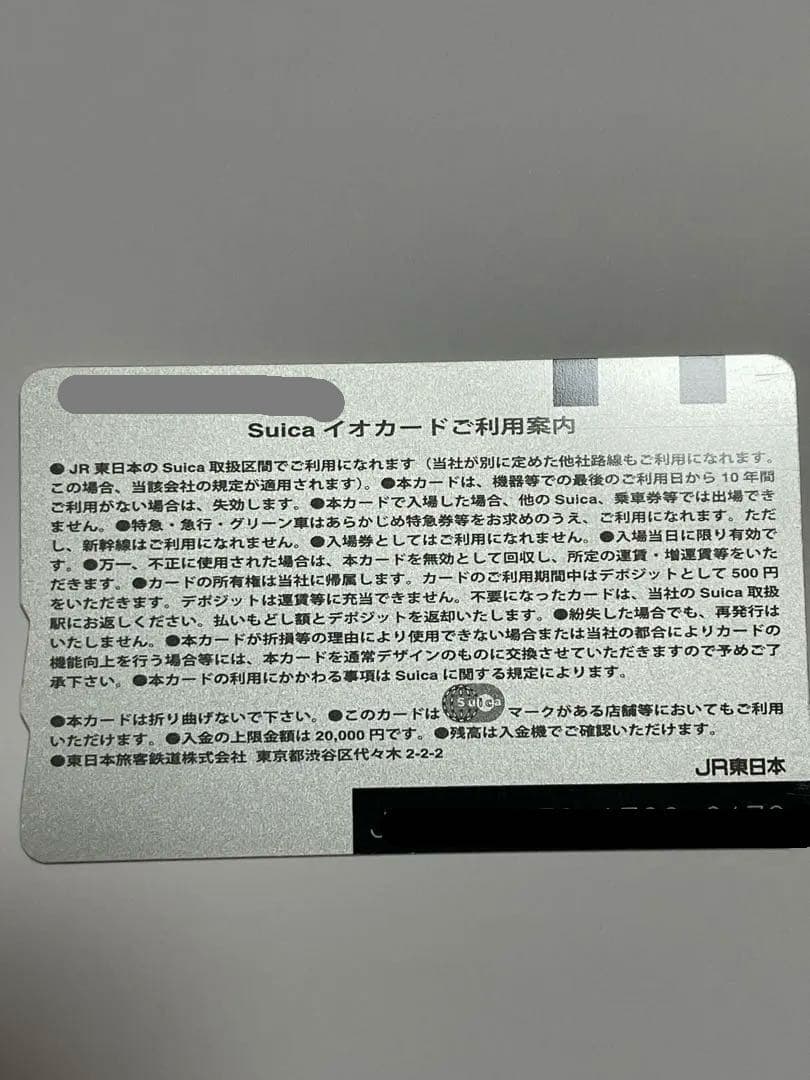 Suica イオカードご利用案内
●JR東日本のSuica取扱区間でご利用になれます（当社が別に定めた他社路線もご利用になれます。
この場合、当該会社の規定が適用されます）。●本カードは、機器等での最後のご利用日から10年間
ご利用がない場合は、失効します。●本カードで入場した場合、他のSuica、乗車券等では出場でき
ません。●特急・急行・グリーン車はあらかじめ特急券等をお求めのうえ、ご利用になれます。ただ
し、新幹線はご利用になれません。●入場券としてはご利用になれません。●入場当日に限り有効で
す。●万一、不正に使用された場合は、本カードを無効として回収し、所定の運賃・増運賃等をいた
だきます。●カードの所有権は当社に帰属します。カードのご利用期間中はデポジットとして500円
をいただきます。デポジットは運賃等に充当できません。不要になったカードは、当社のSuica取扱
駅にお返しください。払いもどし額とデポジットを返却いたします。●紛失した場合でも、再発行は
いたしません。●本カードが折損等の理由により使用できない場合または当社の都合によりカードの
機能向上を行う場合等には、本カードを通常デザインのものに交換させていただきますので予めご了
承下さい。●本カードの利用にかかわる事項はSuicaに関する規定によります。
●本カードは折り曲げないで下さい。●このカードは Suica マークがある店舗等においてもご利用
いただけます。●入金の上限金額は20,000円です。●残高は入金機でご確認いただけます。
●東日本旅客鉄道株式会社 東京都渋谷区代々木2-2-2
JR東日本